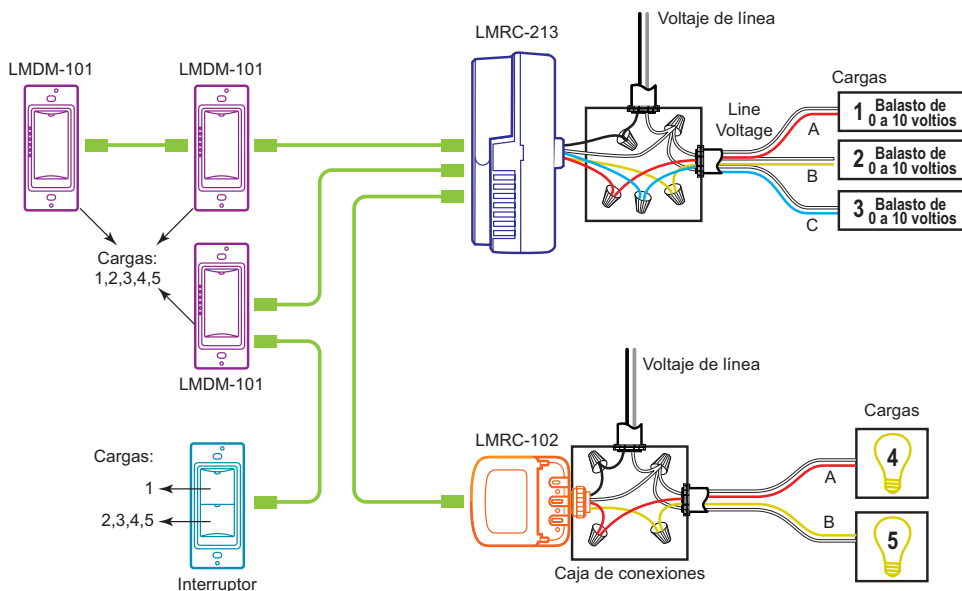 Voltaje de línea
LMRC-213
LMDM-101
LMDM-101
Cargas
Line
Voltage
A
1 Balasto de
0 a 10 voltios
B
2 Balasto de
0 a 10 voltios
C
3 Balasto de
0 a 10 voltios
Cargas:
1,2,3,4,5
LMDM-101
Voltaje de línea
LMRC-102
Cargas
A
4
B
5
Cargas:
1
2,3,4,5
Interruptor
Caja de conexiones